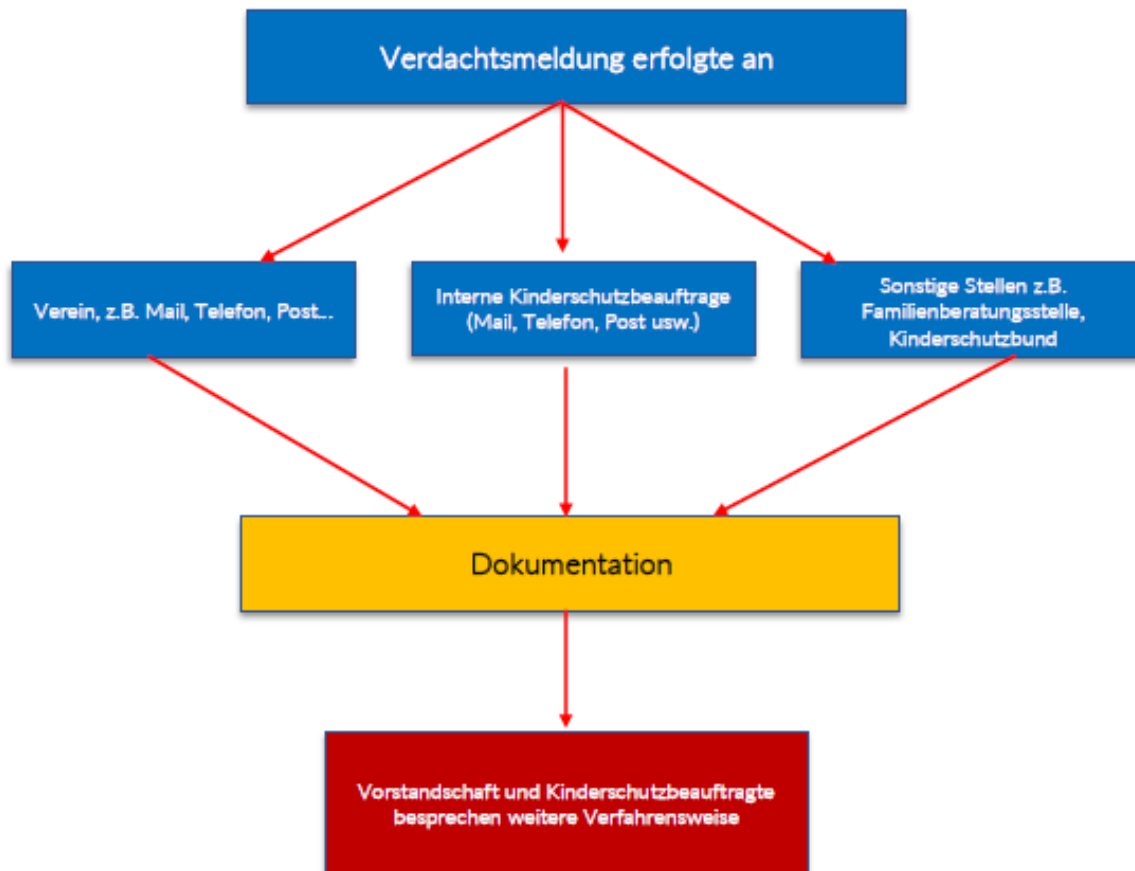 Verdachtsmeldung erfolgte an
Verein, z.B. Mail, Telefon, Post...
Interne Kinderschutzbeauftrage
(Mail, Telefon, Post usw.)
Sonstige Stellen z.B.
Familienberatungsstelle,
Kinderschutzbund
Dokumentation
Vorstandschaft und Kinderschutzbeauftragte
besprechen weitere Verfahrensweise